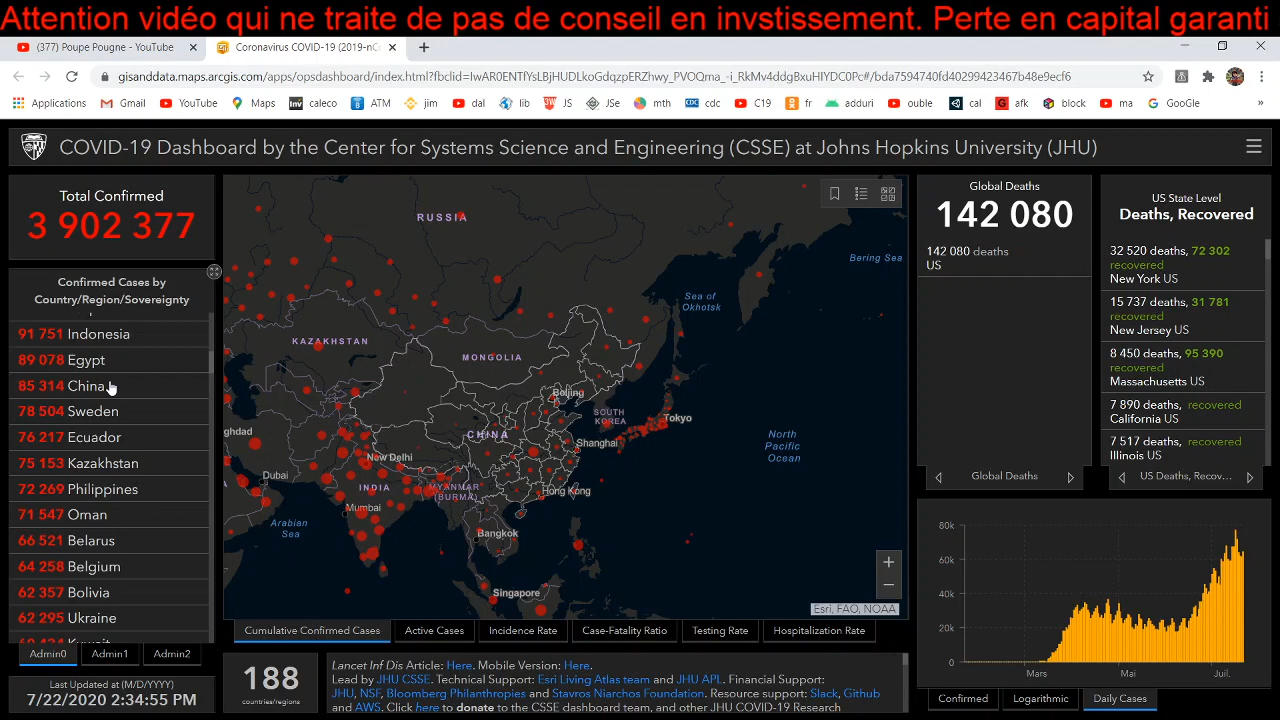 Attention vidéo qui ne traite de pas de conseil en invstissement. Perte en capital garanti
(377) Poupe Pougne - YouTube
Coronavirus COVID-19 (2019-nC
gisanddata.maps.arcgis.com/apps/opsdashboard/index.html?fbclid=IwAR0ENTfYsLBjHUDLkoGdqzpERZhwy_PVOQma_-i_RkMv4ddgBxuHIYDC0Pc#/bda7594740fd40299423467b48e9ecf6
Applications Gmail YouTube Maps caleco ATM jim dal lib JS JSe mth cdc C19 fr adduri ouble cal afk block ma GooGle
COVID-19 Dashboard by the Center for Systems Science and Engineering (CSSE) at Johns Hopkins University (JHU)
Total Confirmed
3 902 377
Confirmed Cases by
Country/Region/Sovereignty
91 751 Indonesia
89 078 Egypt
85 314 China
78 504 Sweden
76 217 Ecuador
75 153 Kazakhstan
72 269 Philippines
71 547 Oman
66 521 Belarus
64 258 Belgium
62 357 Bolivia
62 295 Ukraine
Admin0 Admin1 Admin2
Last Updated at (M/D/YYYY)
7/22/2020 2:34:55 PM
RUSSIA
Bering Sea
Sea of
Okhotsk
KAZAKHSTAN
MONGOLIA
Beijing
SOUTH
KOREA
Tokyo
ghdad
CHINA
Shanghai
North
Pacific
Ocean
New Delhi
Dubai
INDIA
MYANMAR
(BURMA)
Hong Kong
Mumbai
Arabian
Sea
Bangkok
Singapore
Esri, FAO, NOAA
Cumulative Confirmed Cases Active Cases Incidence Rate Case-Fatality Ratio Testing Rate Hospitalization Rate
188
countries/regions
Lancet Inf Dis Article: Here. Mobile Version: Here.
Lead by JHU CSSE. Technical Support: Esri Living Atlas team and JHU APL. Financial Support:
JHU, NSF, Bloomberg Philanthropies and Stavros Niarchos Foundation. Resource support: Slack, Github
and AWS. Click here to donate to the CSSE dashboard team, and other JHU COVID-19 Research
Global Deaths
142 080
142 080 deaths
US
Global Deaths
US State Level
Deaths, Recovered
32 520 deaths, 72 302
recovered
New York US
15 737 deaths, 31 781
recovered
New Jersey US
8 450 deaths, 95 390
recovered
Massachusetts US
7 890 deaths, recovered
California US
7 517 deaths, recovered
Illinois US
US Deaths, Recov...
80k
60k
40k
20k
0
Mars Mai Juil.
Confirmed Logarithmic Daily Cases